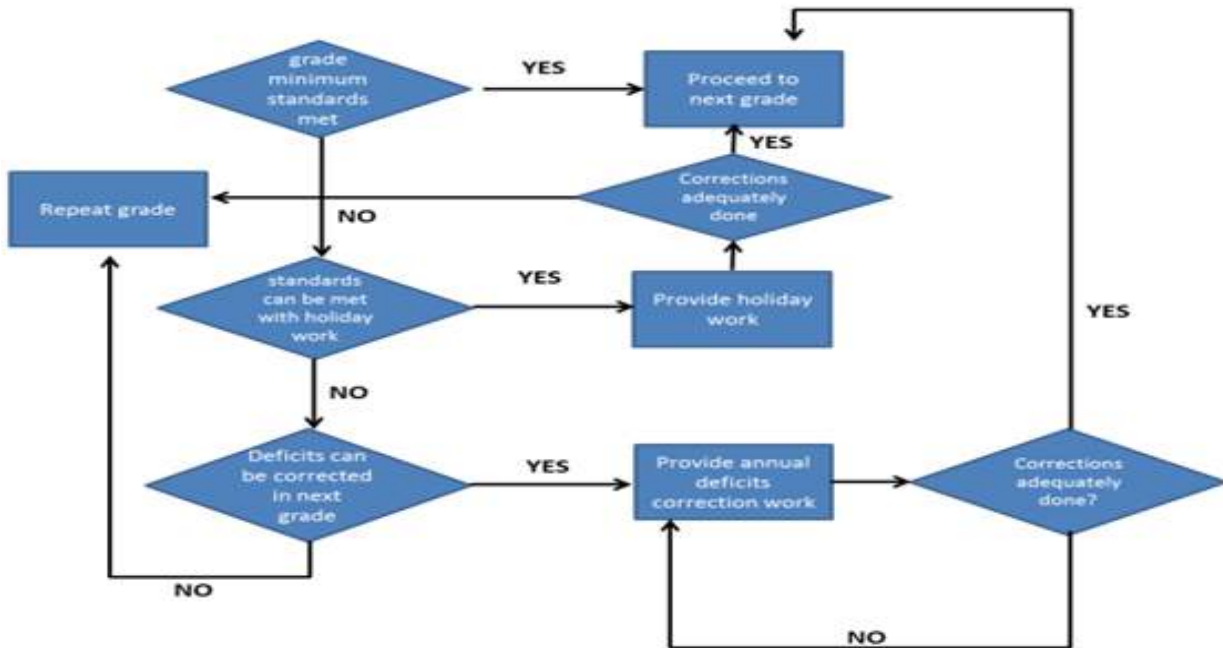 grade
minimum
standards
met
YES
Proceed to
next grade
YES
Corrections
adequately
done
Repeat grade
NO
standards
can be met
with holiday
work
YES
Provide holiday
work
YES
NO
Deficits can
be corrected
in next
grade
YES
Provide annual
deficits
correction work
Corrections
adequately
done?
NO
NO